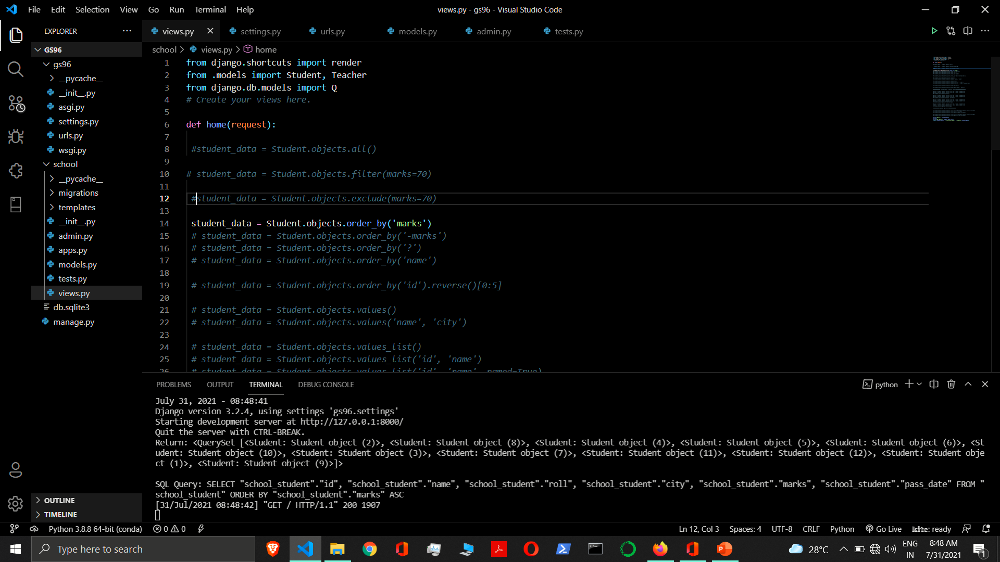 File Edit Selection View Go Run Terminal Help
views.py - gs96 - Visual Studio Code
EXPLORER
GS96
gs96
__pycache__
__init__.py
asgi.py
settings.py
urls.py
wsgi.py
school
__pycache__
migrations
templates
__init__.py
admin.py
apps.py
models.py
tests.py
views.py
db.sqlite3
manage.py
OUTLINE
TIMELINE
views.py settings.py urls.py models.py admin.py tests.py
school > views.py > home
1 from django.shortcuts import render
2 from .models import Student, Teacher
3 from django.db.models import Q
4 # Create your views here.
5
6 def home(request):
7
8 #student_data = Student.objects.all()
9
10 # student_data = Student.objects.filter(marks=70)
11
12 #student_data = Student.objects.exclude(marks=70)
13
14 student_data = Student.objects.order_by('marks')
15 # student_data = Student.objects.order_by('-marks')
16 # student_data = Student.objects.order_by('?')
17 # student_data = Student.objects.order_by('name')
18
19 # student_data = Student.objects.order_by('id').reverse()[0:5]
20
21 # student_data = Student.objects.values()
22 # student_data = Student.objects.values('name', 'city')
23
24 # student_data = Student.objects.values_list()
25 # student_data = Student.objects.values_list('id', 'name')
26 # student_data = Student.objects.values_list('id', 'name', named=True)
PROBLEMS OUTPUT TERMINAL DEBUG CONSOLE
python
July 31, 2021 - 08:48:41
Django version 3.2.4, using settings 'gs96.settings'
Starting development server at http://127.0.0.1:8000/
Quit the server with CTRL-BREAK.
Return: <QuerySet [<Student: Student object (2)>, <Student: Student object (8)>, <Student: Student object (4)>, <Student: Student object (5)>, <Student: Student object (6)>, <St
udent: Student object (10)>, <Student: Student object (3)>, <Student: Student object (7)>, <Student: Student object (11)>, <Student: Student object (12)>, <Student: Student obje
ct (1)>, <Student: Student object (9)>]>
SQL Query: SELECT "school_student"."id", "school_student"."name", "school_student"."roll", "school_student"."city", "school_student"."marks", "school_student"."pass_date" FROM "
school_student" ORDER BY "school_student"."marks" ASC
[31/Jul/2021 08:48:42] "GET / HTTP/1.1" 200 1907
Python 3.8.8 64-bit (conda) 0 0
Ln 12, Col 3 Spaces: 4 UTF-8 CRLF Python Go Live kite: ready
Type here to search
28°C
ENG
IN
8:48 AM
7/31/2021
1